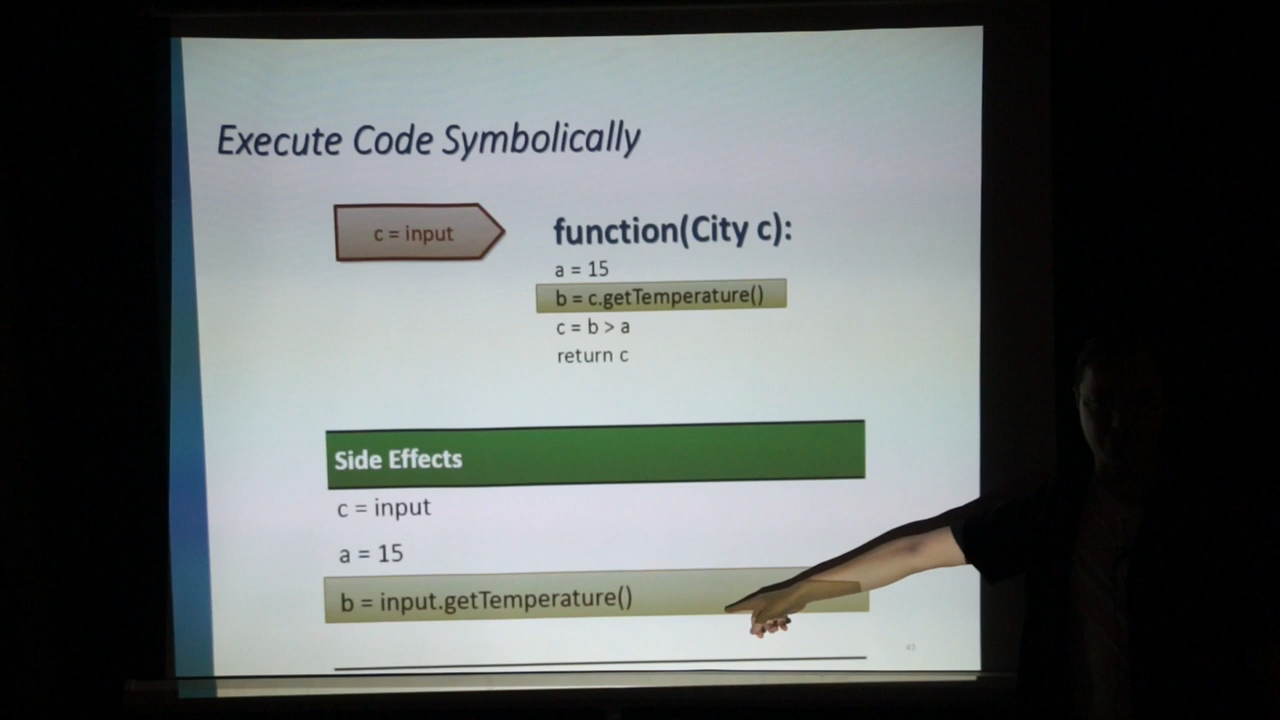 Execute Code Symbolically
c = input
function(City c):
a = 15
b = c.getTemperature()
c = b > a
return c
Side Effects
c = input
a = 15
b = input.getTemperature()